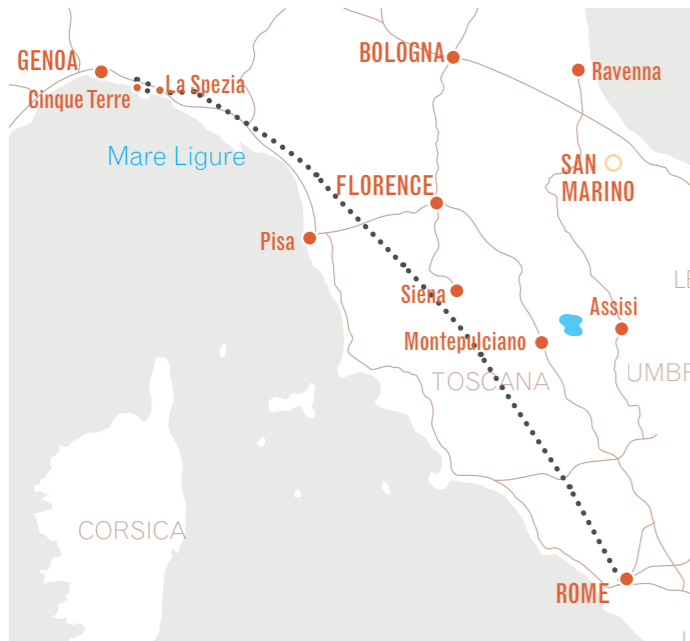 BOLOGNA
GENOA
Ravenna
La Spezia
Cinque Terre
Mare Ligure
SAN
MARINO
FLORENCE
Pisa
LE
Siena
Assisi
Montepulciano
TOSCANA
UMBR
CORSICA
ROME